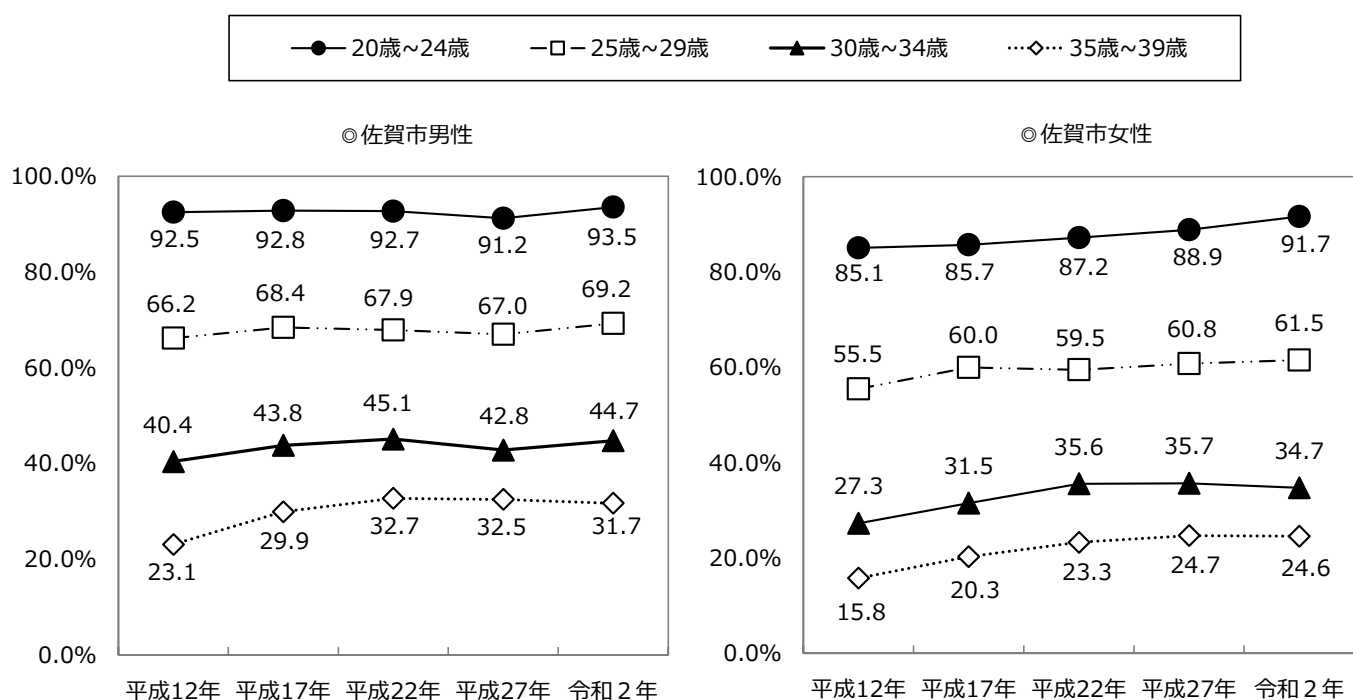 20歳~24歳 25歳~29歳 30歳~34歳 35歳~39歳
◎佐賀市男性
100.0%
80.0%
60.0%
40.0%
20.0%
0.0%
92.5 92.8 92.7 91.2 93.5
66.2 68.4 67.9 67.0 69.2
40.4 43.8 45.1 42.8 44.7
23.1 29.9 32.7 32.5 31.7
平成12年 平成17年 平成22年 平成27年 令和２年
◎佐賀市女性
100.0%
80.0%
60.0%
40.0%
20.0%
0.0%
85.1 85.7 87.2 88.9 91.7
55.5 60.0 59.5 60.8 61.5
27.3 31.5 35.6 35.7 34.7
15.8 20.3 23.3 24.7 24.6
平成12年 平成17年 平成22年 平成27年 令和２年